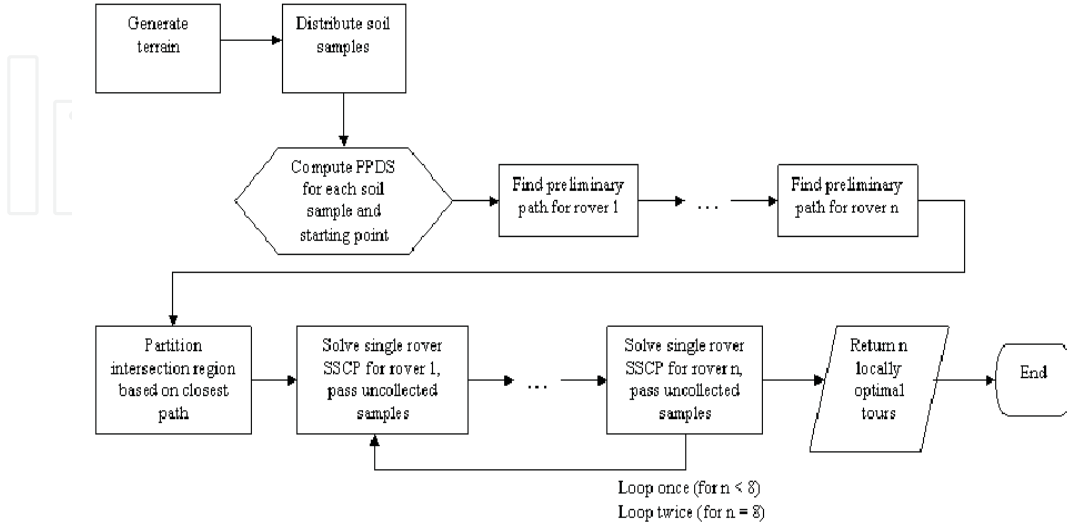 Generate
terrain
Distribute soil
samples
Compute PPDS
for each soil
sample and
starting point
Find preliminary
path for rover 1
...
Find preliminary
path for rover n
Partition
intersection region
based on closest
path
Solve single rover
SSCP for rover 1,
pass uncollected
samples
...
Solve single rover
SSCP for rover n,
pass uncollected
samples
Return n
locally
optimal
tours
End
Loop once (for n < 8)
Loop twice (for n = 8)